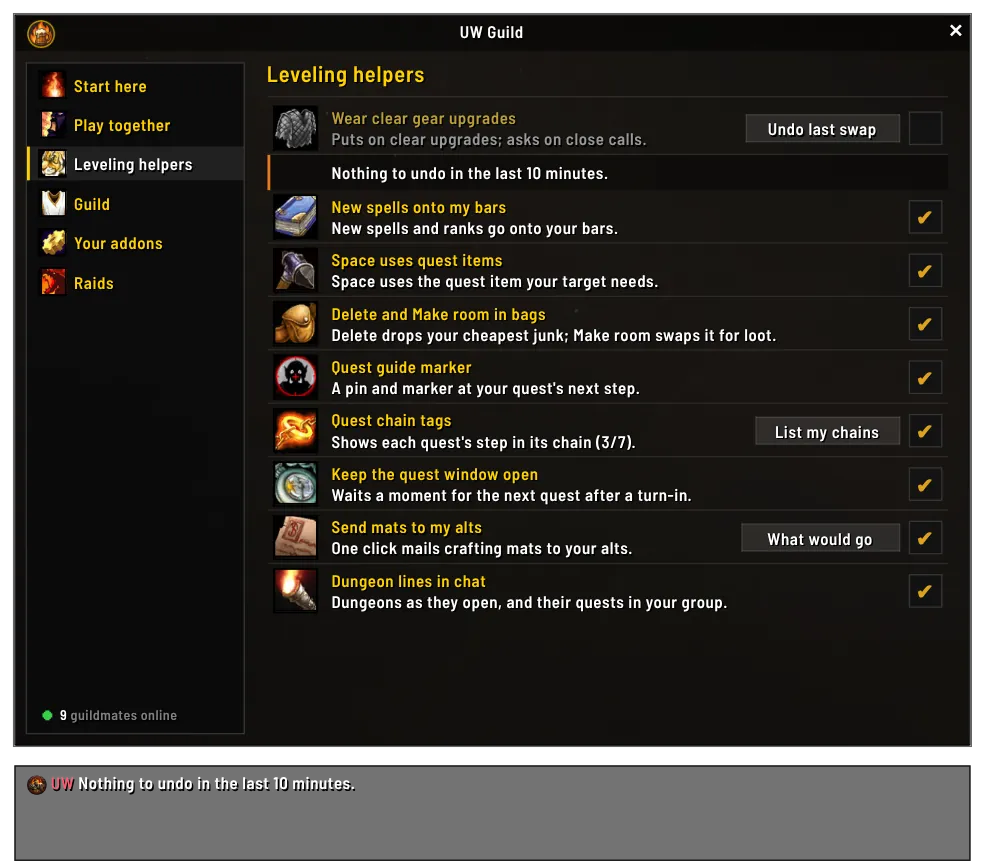 UW Guild
Start here
Play together
Leveling helpers
Guild
Your addons
Raids
9 guildmates online
Leveling helpers
Wear clear gear upgrades
Puts on clear upgrades; asks on close calls.
Undo last swap
Nothing to undo in the last 10 minutes.
New spells onto my bars
New spells and ranks go onto your bars.
Space uses quest items
Space uses the quest item your target needs.
Delete and Make room in bags
Delete drops your cheapest junk; Make room swaps it for loot.
Quest guide marker
A pin and marker at your quest's next step.
Quest chain tags
Shows each quest's step in its chain (3/7).
List my chains
Keep the quest window open
Waits a moment for the next quest after a turn-in.
Send mats to my alts
One click mails crafting mats to your alts.
What would go
Dungeon lines in chat
Dungeons as they open, and their quests in your group.
UW Nothing to undo in the last 10 minutes.